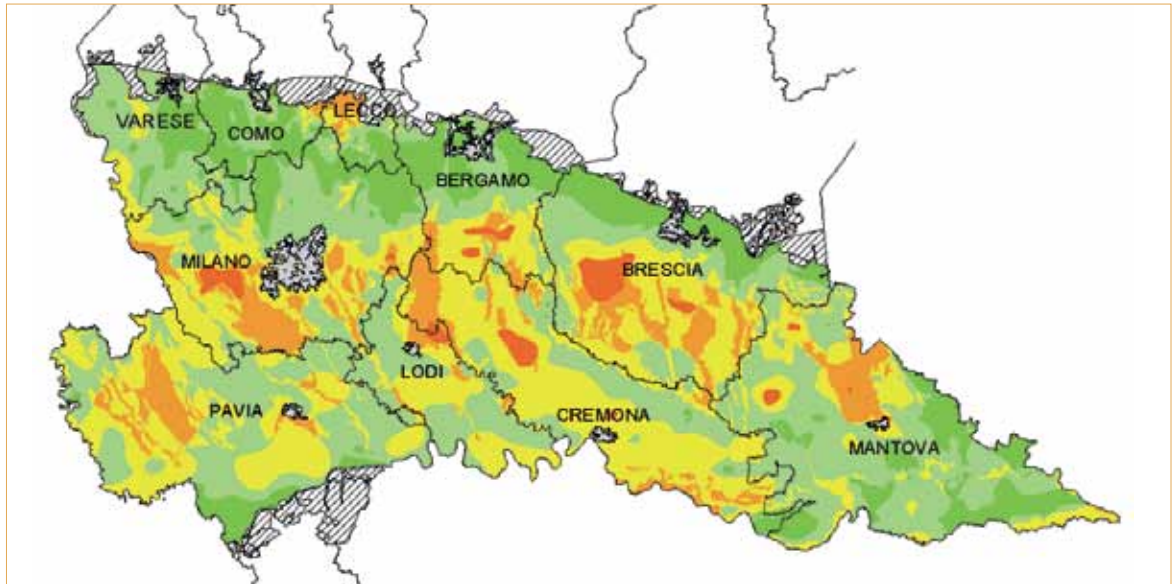 LECCO
VARESE
COMO
BERGAMO
MILANO
BRESCIA
LODI
PAVIA
CREMONA
MANTOVA